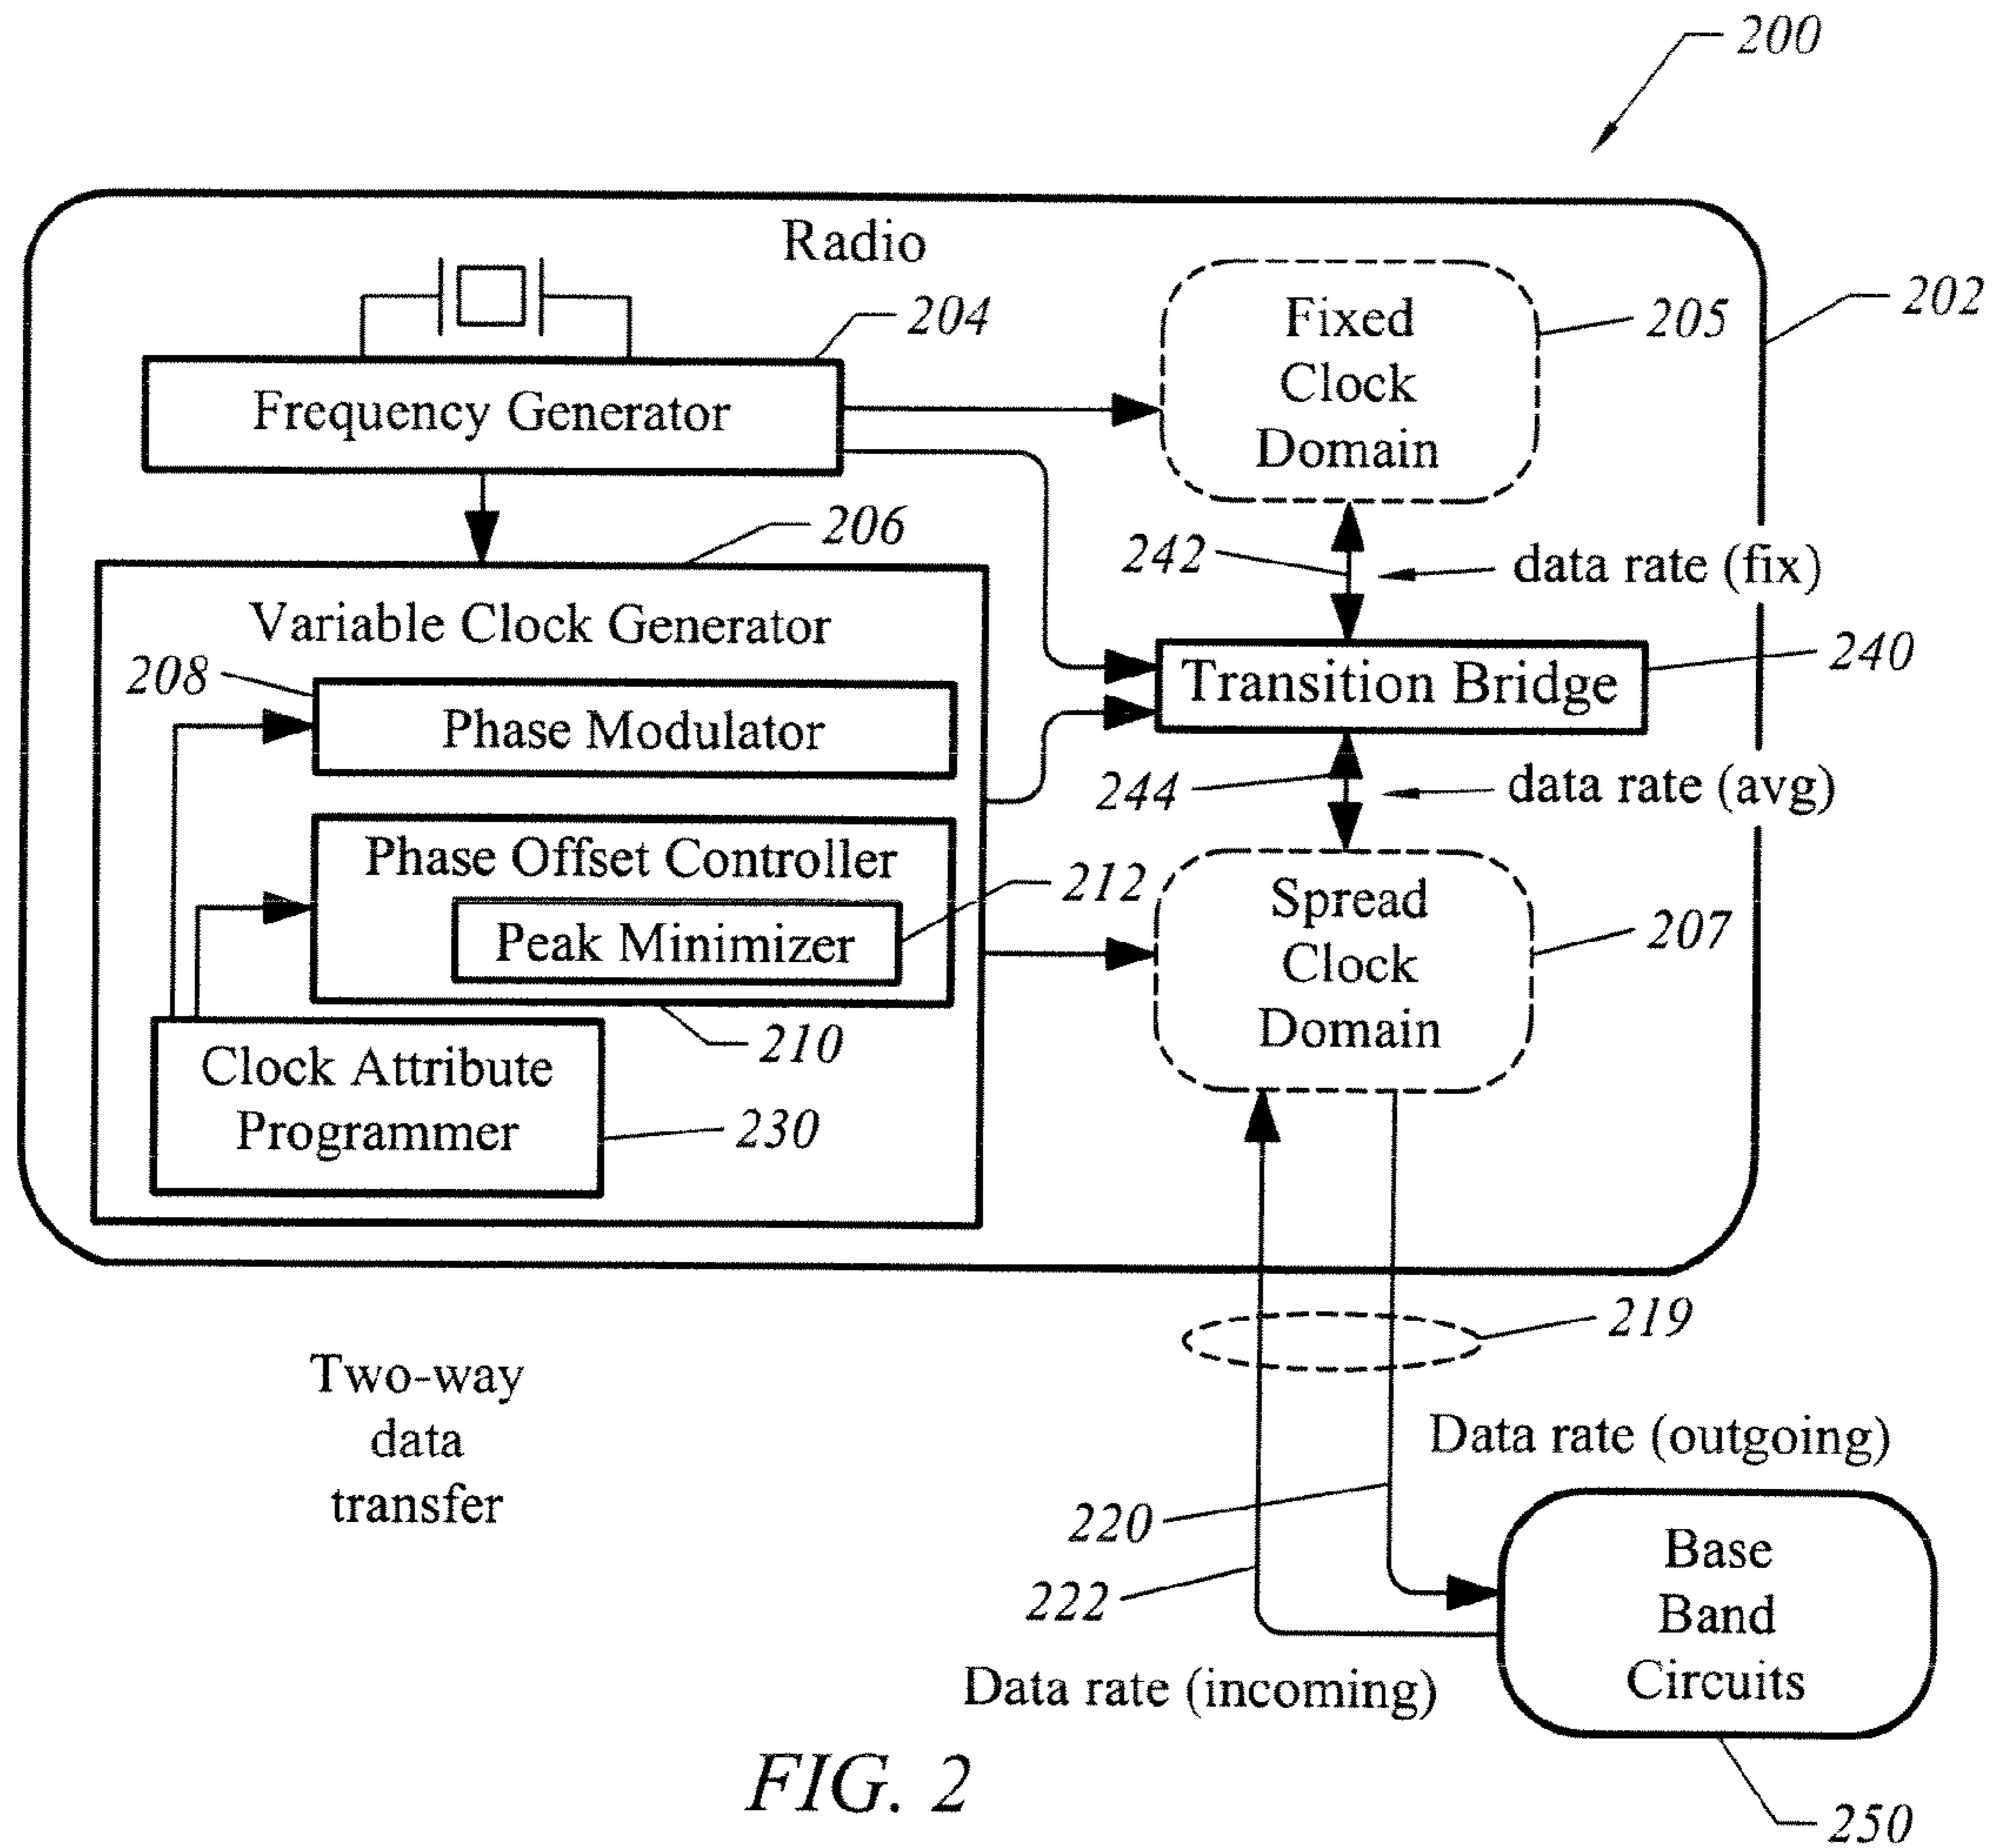 200
Radio
202
204
Frequency Generator
Fixed
Clock
Domain
205
206
242
data rate (fix)
Variable Clock Generator
208
Phase Modulator
Transition Bridge
240
244
data rate (avg)
Phase Offset Controller
212
Peak Minimizer
Spread
Clock
Domain
207
210
Clock Attribute
Programmer
230
219
Two-way
data
transfer
Data rate (outgoing)
220
222
Base
Band
Circuits
Data rate (incoming)
250
FIG. 2